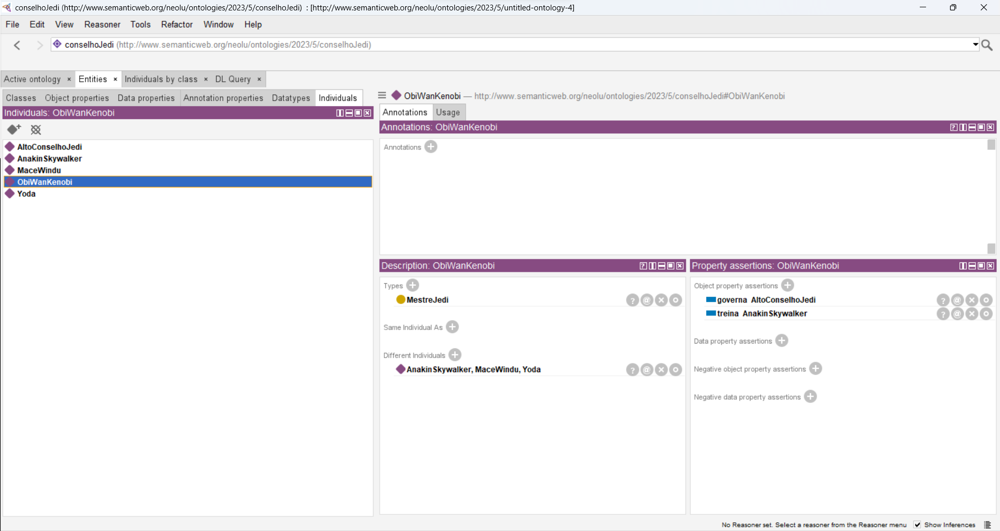 conselhoJedi (http://www.semanticweb.org/neolu/ontologies/2023/5/conselhoJedi) : [http://www.semanticweb.org/neolu/ontologies/2023/5/untitled-ontology-4]
File Edit View Reasoner Tools Refactor Window Help
conselhoJedi (http://www.semanticweb.org/neolu/ontologies/2023/5/conselhoJedi)
Active ontology × Entities × Individuals by class × DL Query ×
Classes Object properties Data properties Annotation properties Datatypes Individuals
Individuals: ObiWanKenobi
AltoConselhoJedi
AnakinSkywalker
MaceWindu
ObiWanKenobi
Yoda
ObiWanKenobi — http://www.semanticweb.org/neolu/ontologies/2023/5/conselhoJedi#ObiWanKenobi
Annotations Usage
Annotations: ObiWanKenobi
Annotations
Description: ObiWanKenobi
Types
MestreJedi
Same Individual As
Different Individuals
AnakinSkywalker, MaceWindu, Yoda
Property assertions: ObiWanKenobi
Object property assertions
governa AltoConselhoJedi
treina AnakinSkywalker
Data property assertions
Negative object property assertions
Negative data property assertions
No Reasoner set. Select a reasoner from the Reasoner menu Show Inferences